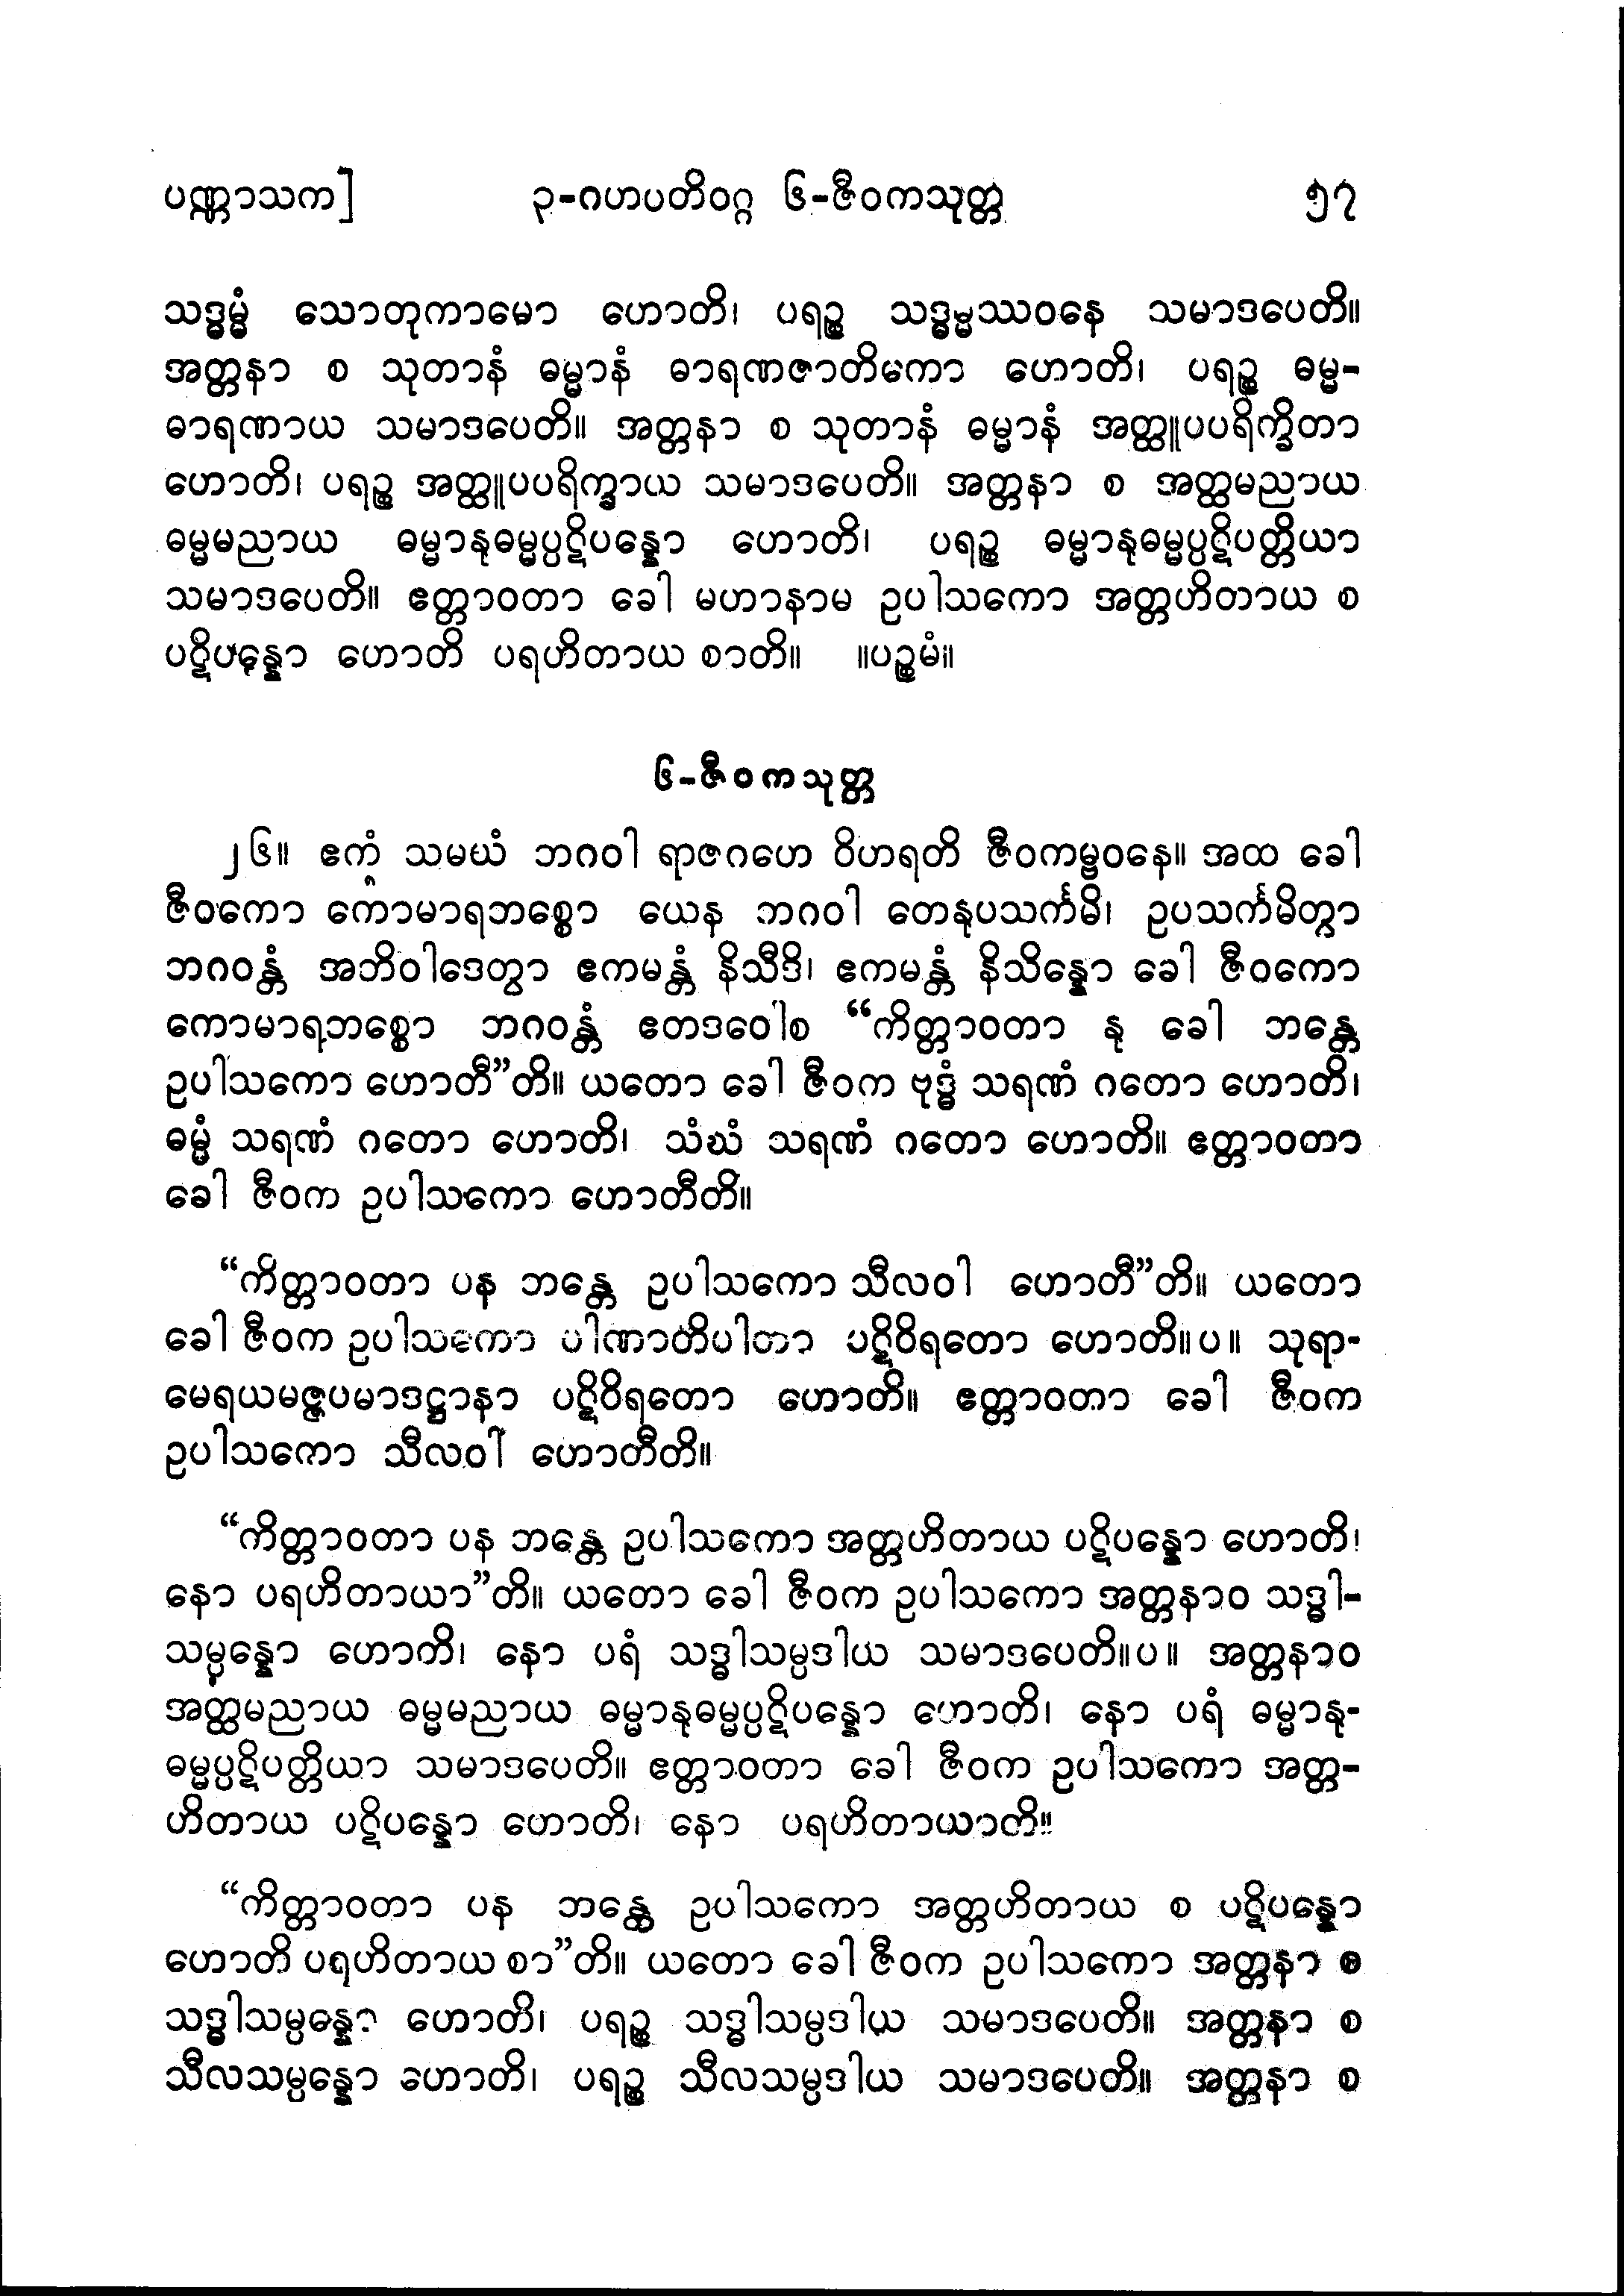 ပဏ္ဏာသက] ၃-ဂဟပတိဝဂ္ဂ ၆-ဇီဝကသုတ္တ ၅၇
သဒ္ဓမ္မံ သောတုကာမော ဟောတိ၊ ပရဉ္စ သဒ္ဓမ္မဿဝနေ သမာဒပေတိ။
အတ္တနာ စ သုတာနံ ဓမ္မာနံ ဓာရဏဇာတိကော ဟောတိ၊ ပရဉ္စ ဓမ္မ-
ဓာရဏာယ သမာဒပေတိ။ အတ္တနာ စ သုတာနံ ဓမ္မာနံ အတ္ထူပပရိက္ခိတာ
ဟောတိ၊ ပရဉ္စ အတ္ထူပပရိက္ခာယ သမာဒပေတိ။ အတ္တနာ စ အတ္ထမညာယ
ဓမ္မမညာယ ဓမ္မာနုဓမ္မပ္ပဋိပန္နော ဟောတိ၊ ပရဉ္စ ဓမ္မာနုဓမ္မပ္ပဋိပတ္တိယာ
သမာဒပေတိ။ ဧတ္တာဝတာ ခေါ မဟာနာမ ဥပါသကော အတ္တဟိတာယ စ
ပဋိပန္နော ဟောတိ ပရဟိတာယ စာတိ။ ။ပဉ္စမံ။
၆-ဇီဝကသုတ္တ
၂၆။ ဧကံ သမယံ ဘဂဝါ ရာဇဂဟေ ဝိဟရတိ ဇီဝကမ္ဗဝနေ။ အထ ခေါ
ဇီဝကော ကောမာရဘစ္စော ယေန ဘဂဝါ တေနုပသင်္ကမိ၊ ဥပသင်္ကမိတွာ
ဘဂဝန္တံ အဘိဝါဒေတွာ ဧကမန္တံ နိသီဒိ၊ ဧကမန္တံ နိသိန္နော ခေါ ဇီဝကော
ကောမာရဘစ္စော ဘဂဝန္တံ ဧတဒဝေါစ “ကိတ္တာဝတာ နု ခေါ ဘန္တေ
ဥပါသကော ဟောတီ”တိ။ ယတော ခေါ ဇီဝက ဗုဒ္ဓံ သရဏံ ဂတော ဟောတိ၊
ဓမ္မံ သရဏံ ဂတော ဟောတိ၊ သံဃံ သရဏံ ဂတော ဟောတိ။ ဧတ္တာဝတာ
ခေါ ဇီဝက ဥပါသကော ဟောတီတိ။
“ကိတ္တာဝတာ ပန ဘန္တေ ဥပါသကော သီလဝါ ဟောတီ”တိ။ ယတော
ခေါ ဇီဝက ဥပါသကော ပါဏာတိပါတာ ပဋိဝိရတော ဟောတိ။ပ။ သုရာ-
မေရယမဇ္ဇပမာဒဋ္ဌာနာ ပဋိဝိရတော ဟောတိ။ ဧတ္တာဝတာ ခေါ ဇီဝက
ဥပါသကော သီလဝါ ဟောတီတိ။
“ကိတ္တာဝတာ ပန ဘန္တေ ဥပါသကော အတ္တဟိတာယ ပဋိပန္နော ဟောတိ၊
နော ပရဟိတာယာ”တိ။ ယတော ခေါ ဇီဝက ဥပါသကော အတ္တနာဝ သဒ္ဓါ-
သမ္ပန္နော ဟောတိ၊ နော ပရံ သဒ္ဓါသမ္ပဒါယ သမာဒပေတိ။ပ။ အတ္တနာဝ
အတ္ထမညာယ ဓမ္မမညာယ ဓမ္မာနုဓမ္မပ္ပဋိပန္နော ဟောတိ၊ နော ပရံ ဓမ္မာနု-
ဓမ္မပ္ပဋိပတ္တိယာ သမာဒပေတိ။ ဧတ္တာဝတာ ခေါ ဇီဝက ဥပါသကော အတ္တ-
ဟိတာယ ပဋိပန္နော ဟောတိ၊ နော ပရဟိတာယာတိ။
“ကိတ္တာဝတာ ပန ဘန္တေ ဥပါသကော အတ္တဟိတာယ စ ပဋိပန္နော
ဟောတိ ပရဟိတာယ စာ”တိ။ ယတော ခေါ ဇီဝက ဥပါသကော အတ္တနာ စ
သဒ္ဓါသမ္ပန္နော ဟောတိ၊ ပရဉ္စ သဒ္ဓါသမ္ပဒါယ သမာဒပေတိ။ အတ္တနာ စ
သီလသမ္ပန္နော ဟောတိ၊ ပရဉ္စ သီလသမ္ပဒါယ သမာဒပေတိ။ အတ္တနာ စ